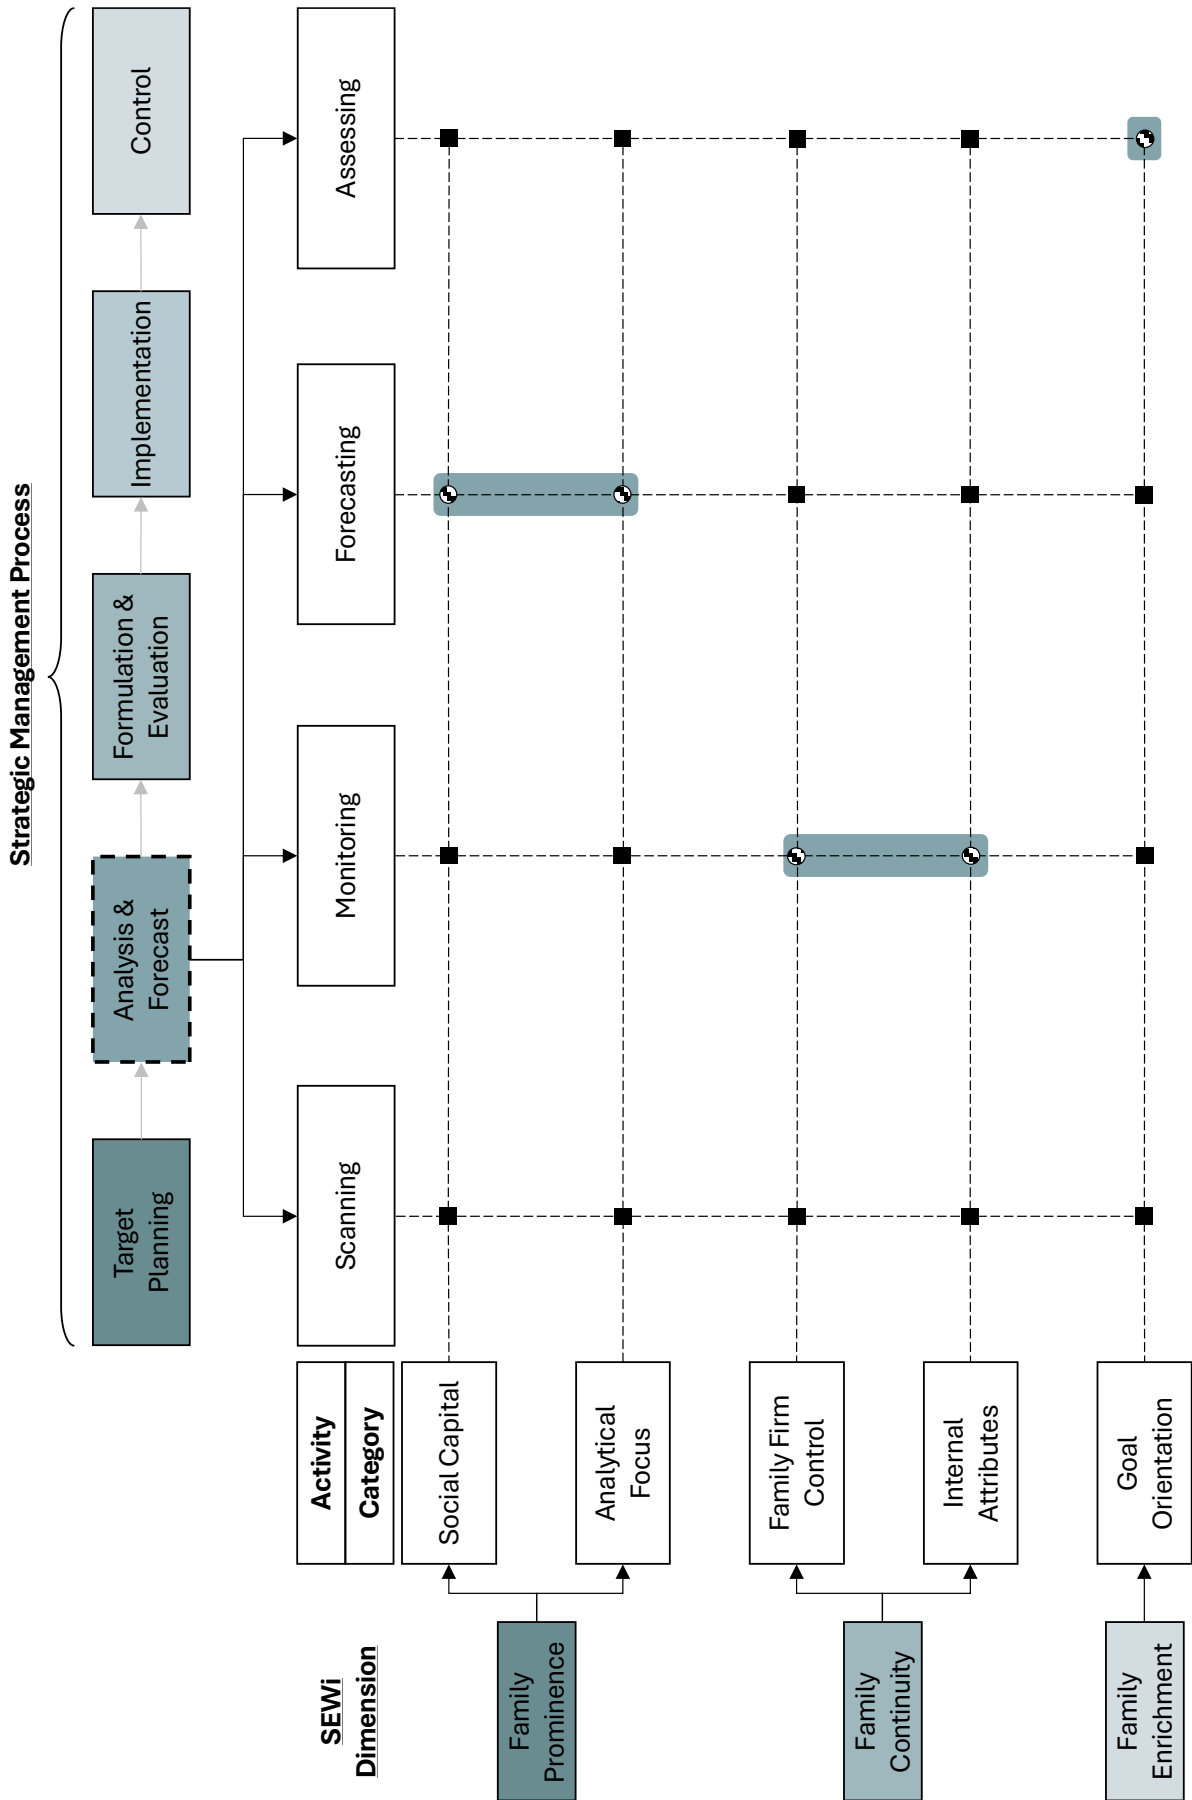 Strategic Management Process
Target
Planning
Analysis &
Forecast
Formulation &
Evaluation
Implementation
Control
Activity
Category
Scanning
Monitoring
Forecasting
Assessing
SEWi
Dimension
Family
Prominence
Social Capital
Analytical
Focus
Family
Continuity
Family Firm
Control
Internal
Attributes
Family
Enrichment
Goal
Orientation